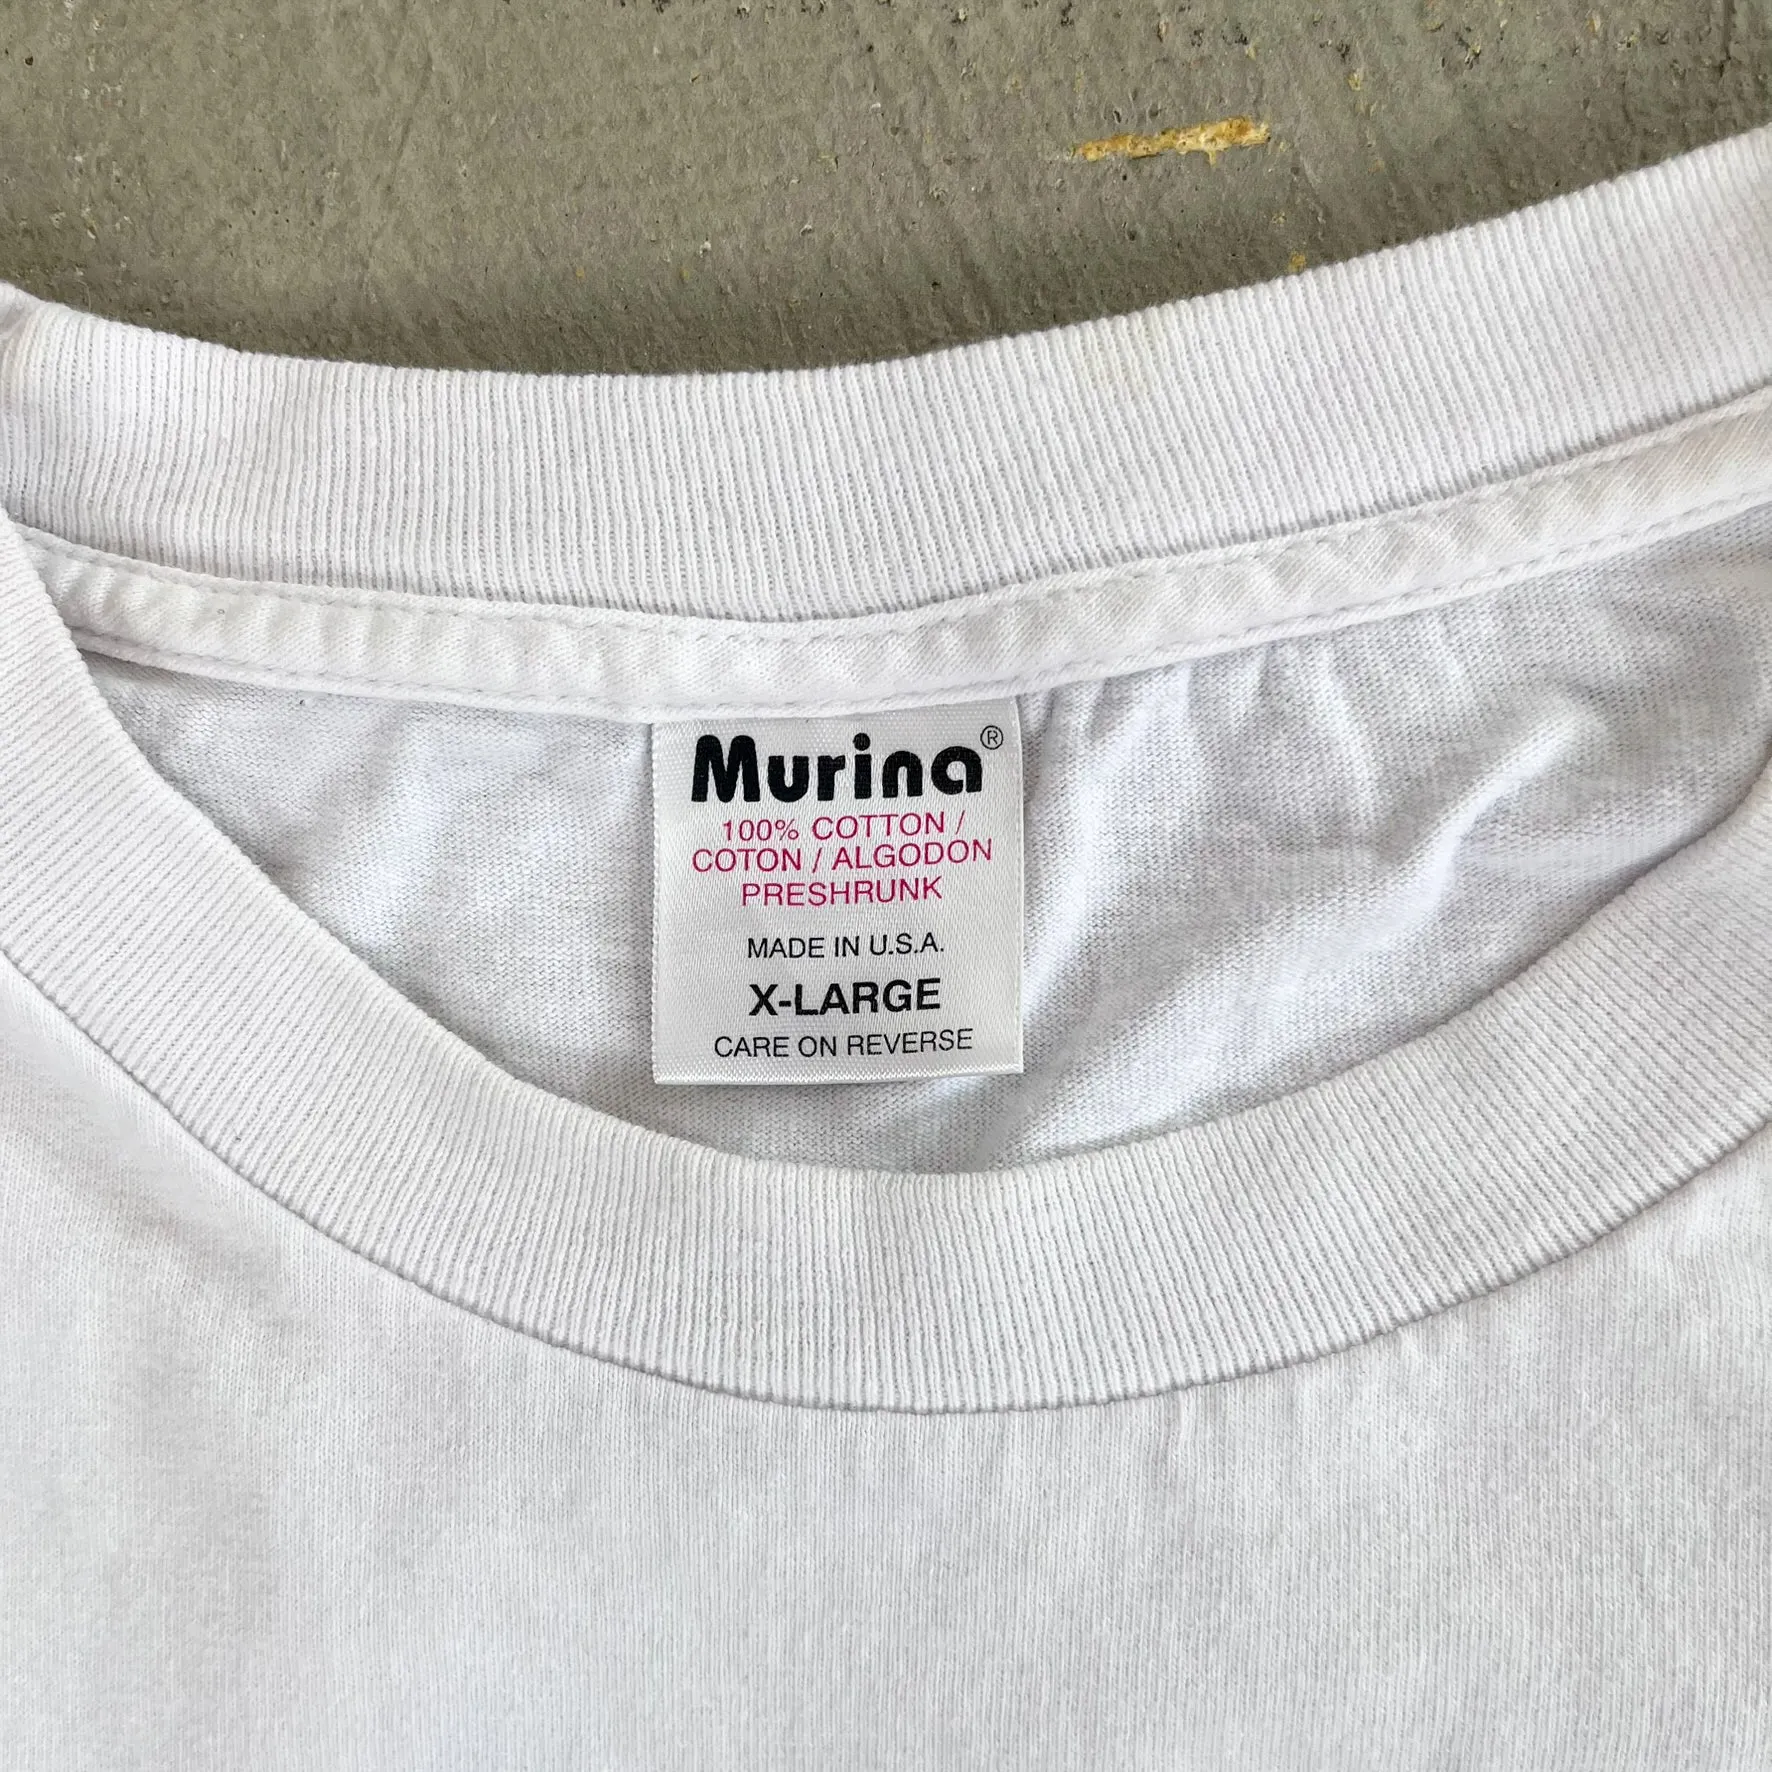 Murina®
100% COTTON /
COTON / ALGODON
PRESHRUNK
MADE IN U.S.A.
X-LARGE
CARE ON REVERSE